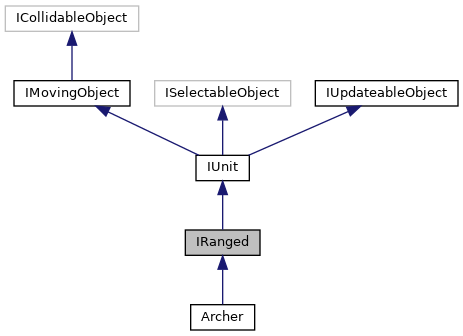 ICollidableObject
IMovingObject
ISelectableObject
IUpdateableObject
IUnit
IRanged
Archer